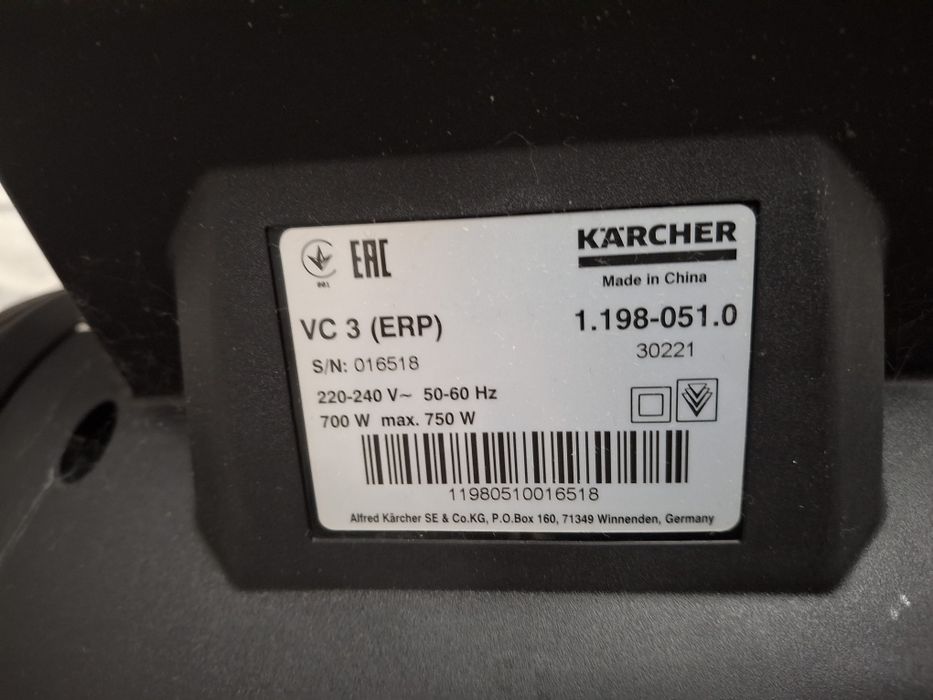 001
EAC
KÄRCHER
Made in China
VC 3 (ERP)
1.198-051.0
S/N: 016518
30221
220-240 V~ 50-60 Hz
700 W max. 750 W
11980510016518
Alfred Kärcher SE & Co.KG, P.O.Box 160, 71349 Winnenden, Germany